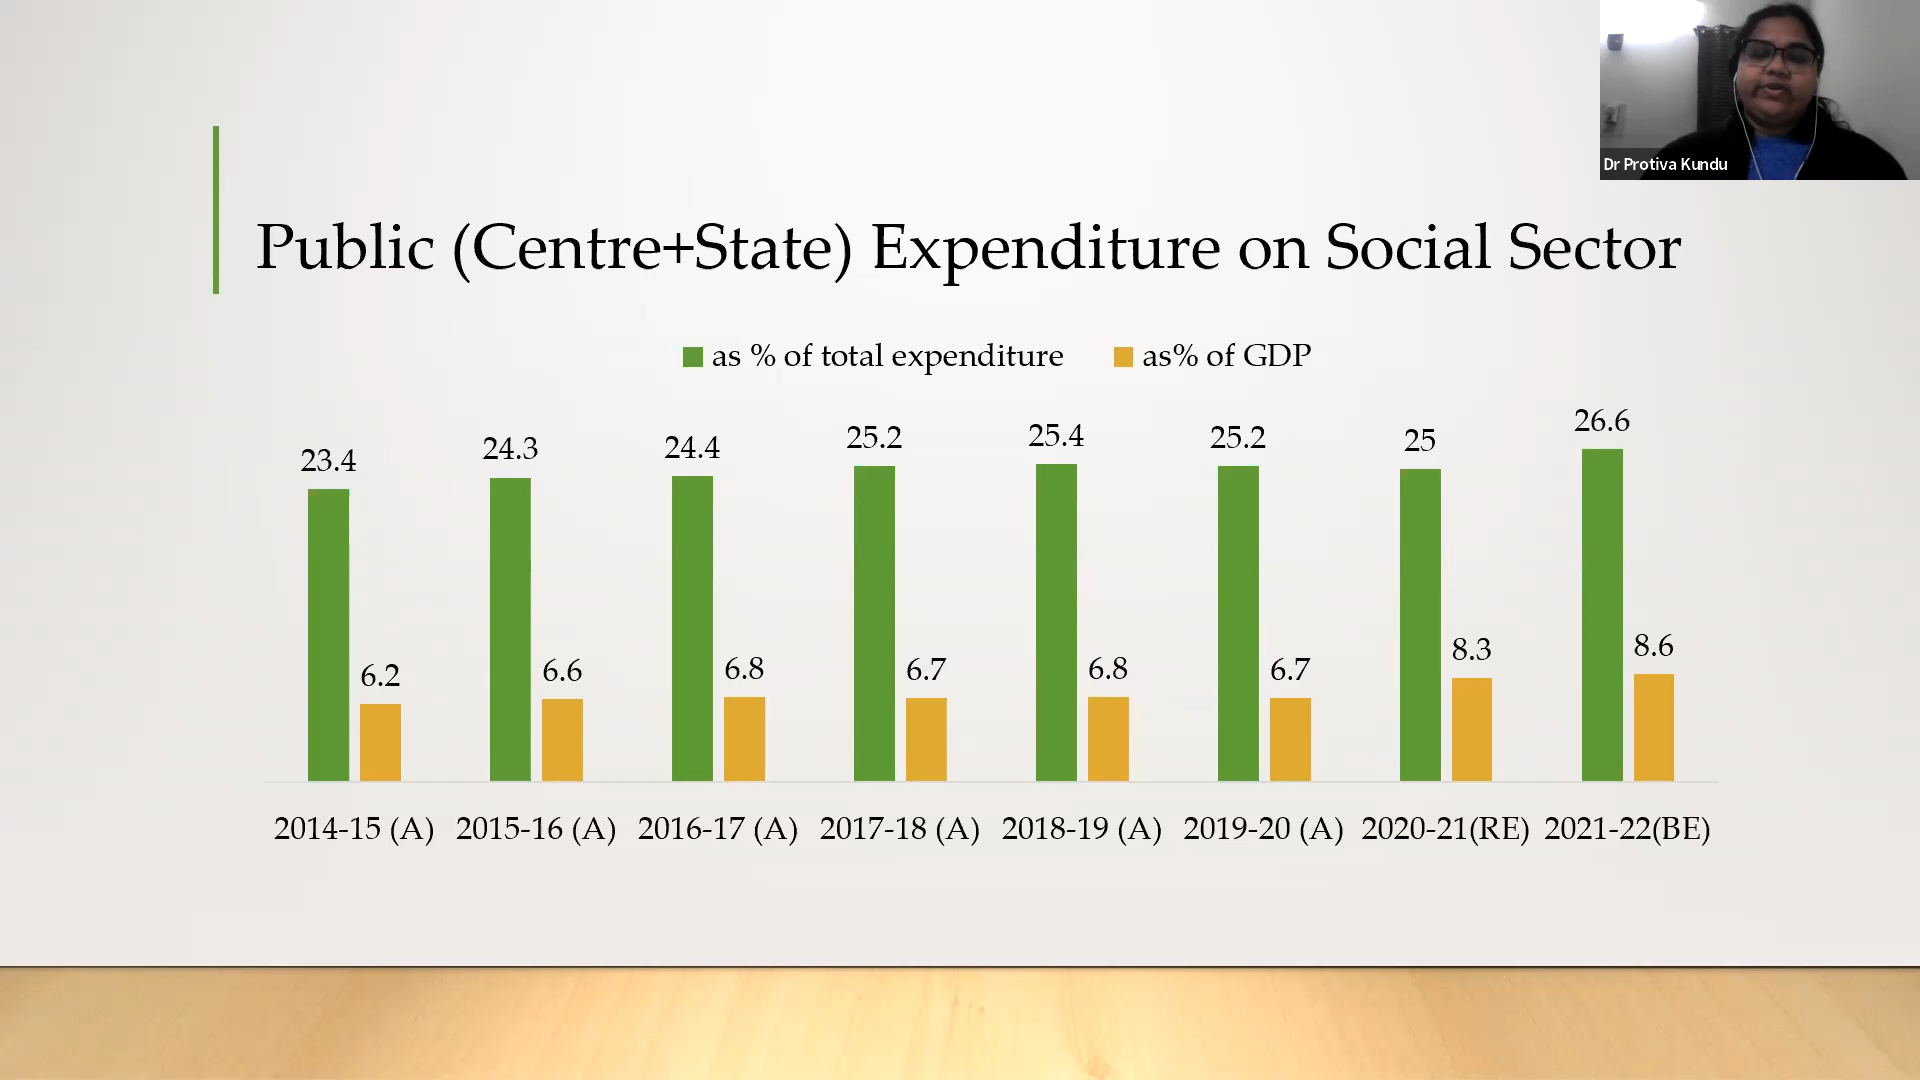 Dr Protiva Kundu
Public (Centre+State) Expenditure on Social Sector
as % of total expenditure as% of GDP
23.4 24.3 24.4 25.2 25.4 25.2 25 26.6
6.2 6.6 6.8 6.7 6.8 6.7 8.3 8.6
2014-15 (A) 2015-16 (A) 2016-17 (A) 2017-18 (A) 2018-19 (A) 2019-20 (A) 2020-21(RE) 2021-22(BE)